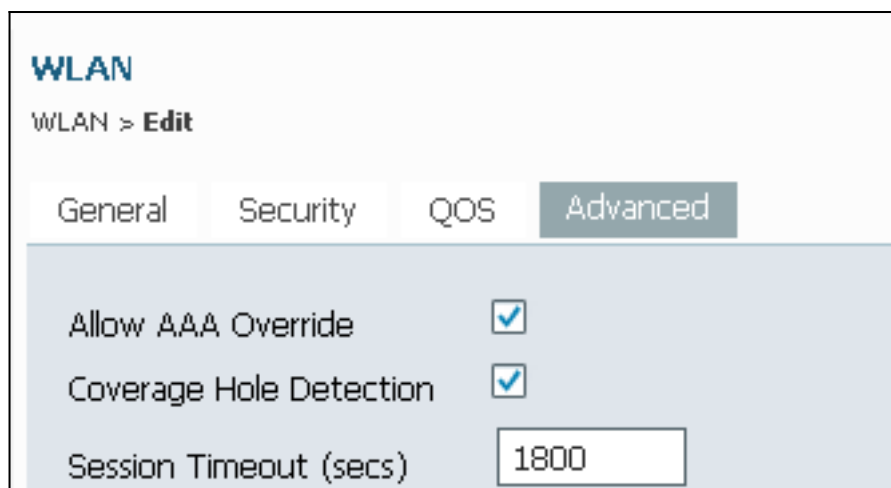 WLAN
WLAN > Edit
General Security QOS Advanced
Allow AAA Override
Coverage Hole Detection
Session Timeout (secs) 1800